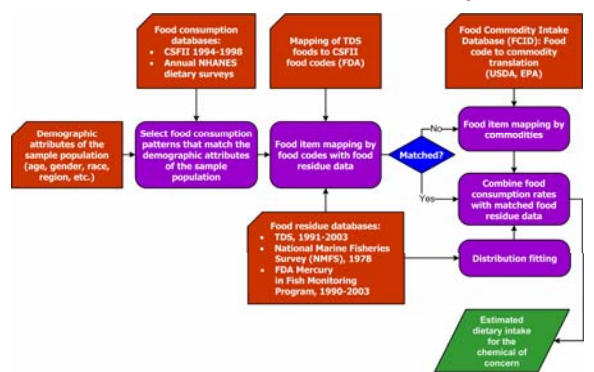 Food consumption
databases:
• CSFII 1994-1998
• Annual NHANES
dietary surveys
Mapping of TDS
foods to CSFII
food codes (FDA)
Food Commodity Intake
Database (FCID): Food
code to commodity
translation
(USDA, EPA)
Demographic
attributes of the
sample population
(age, gender, race,
region, etc.)
Select food consumption
patterns that match the
demographic attributes
of the sample
population
Food item mapping by
food codes with food
residue data
Matched?
No
Yes
Food item mapping by
commodities
Combine food
consumption rates
with matched food
residue data
Food residue databases:
• TDS, 1991-2003
• National Marine Fisheries
Survey (NMFS), 1978
• FDA Mercury
in Fish Monitoring
Program, 1990-2003
Distribution fitting
Estimated
dietary intake
for the
chemical of
concern